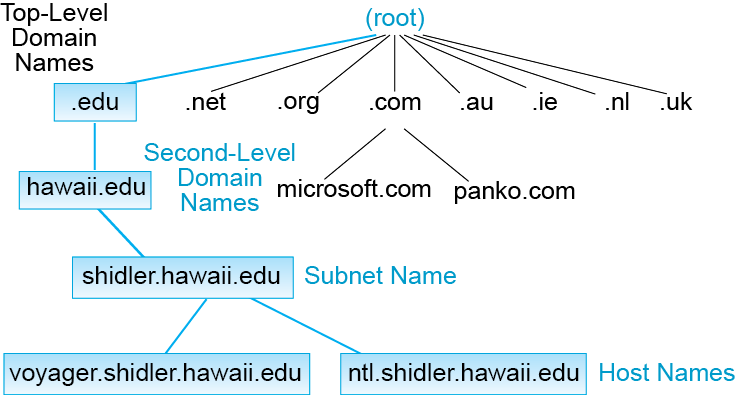 Top-Level
Domain
Names
(root)
.edu
.net
.org
.com
.au
.ie
.nl
.uk
hawaii.edu
Second-Level
Domain
Names
microsoft.com
panko.com
shidler.hawaii.edu
Subnet Name
voyager.shidler.hawaii.edu
ntl.shidler.hawaii.edu
Host Names